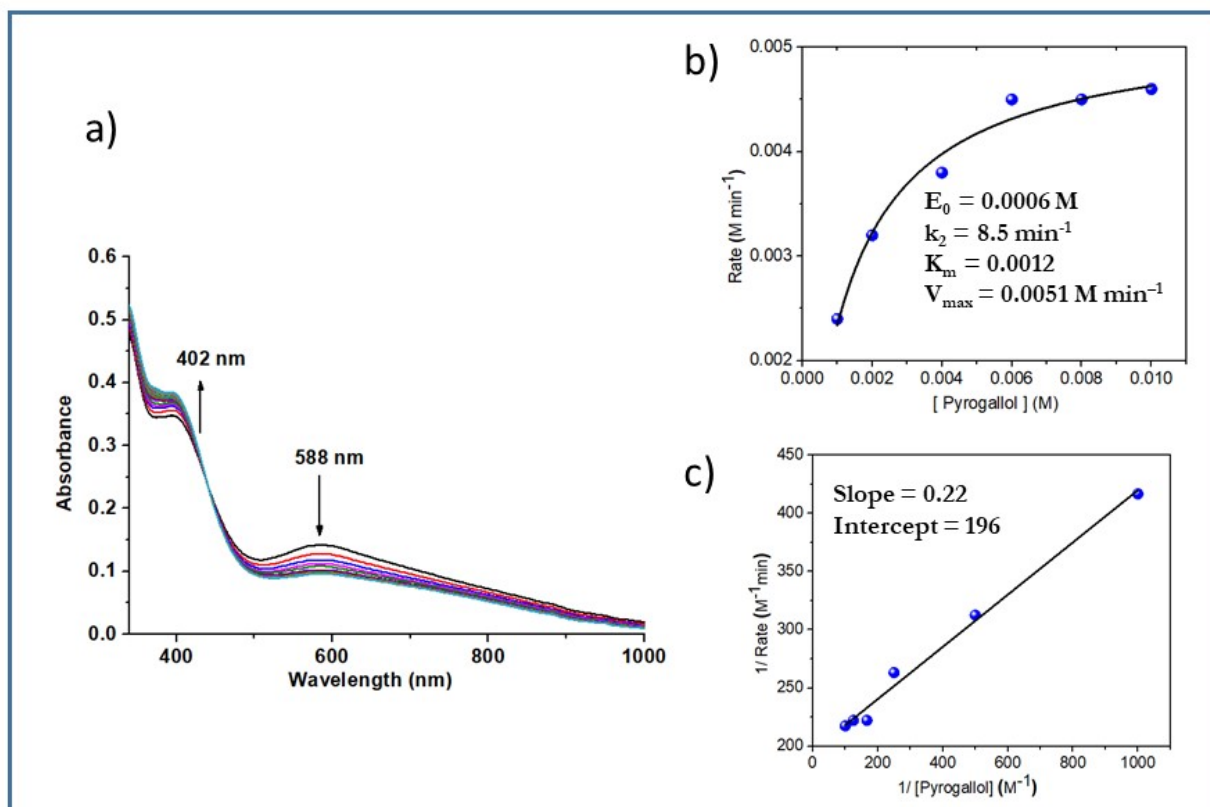 a)
402 nm
588 nm
Absorbance
0.6
0.5
0.4
0.3
0.2
0.1
0.0
400 600 800 1000
Wavelength (nm)
b)
Rate (M min⁻¹)
0.005
0.004
0.003
0.002
E₀ = 0.0006 M
k₂ = 8.5 min⁻¹
Kₘ = 0.0012
Vₘₐₓ = 0.0051 M min⁻¹
0.000 0.002 0.004 0.006 0.008 0.010
[ Pyrogallol ] (M)
c)
1/ Rate (M⁻¹min)
450
400
300
250
200
Slope = 0.22
Intercept = 196
0 200 400 600 800 1000
1/ [Pyrogallol] (M⁻¹)